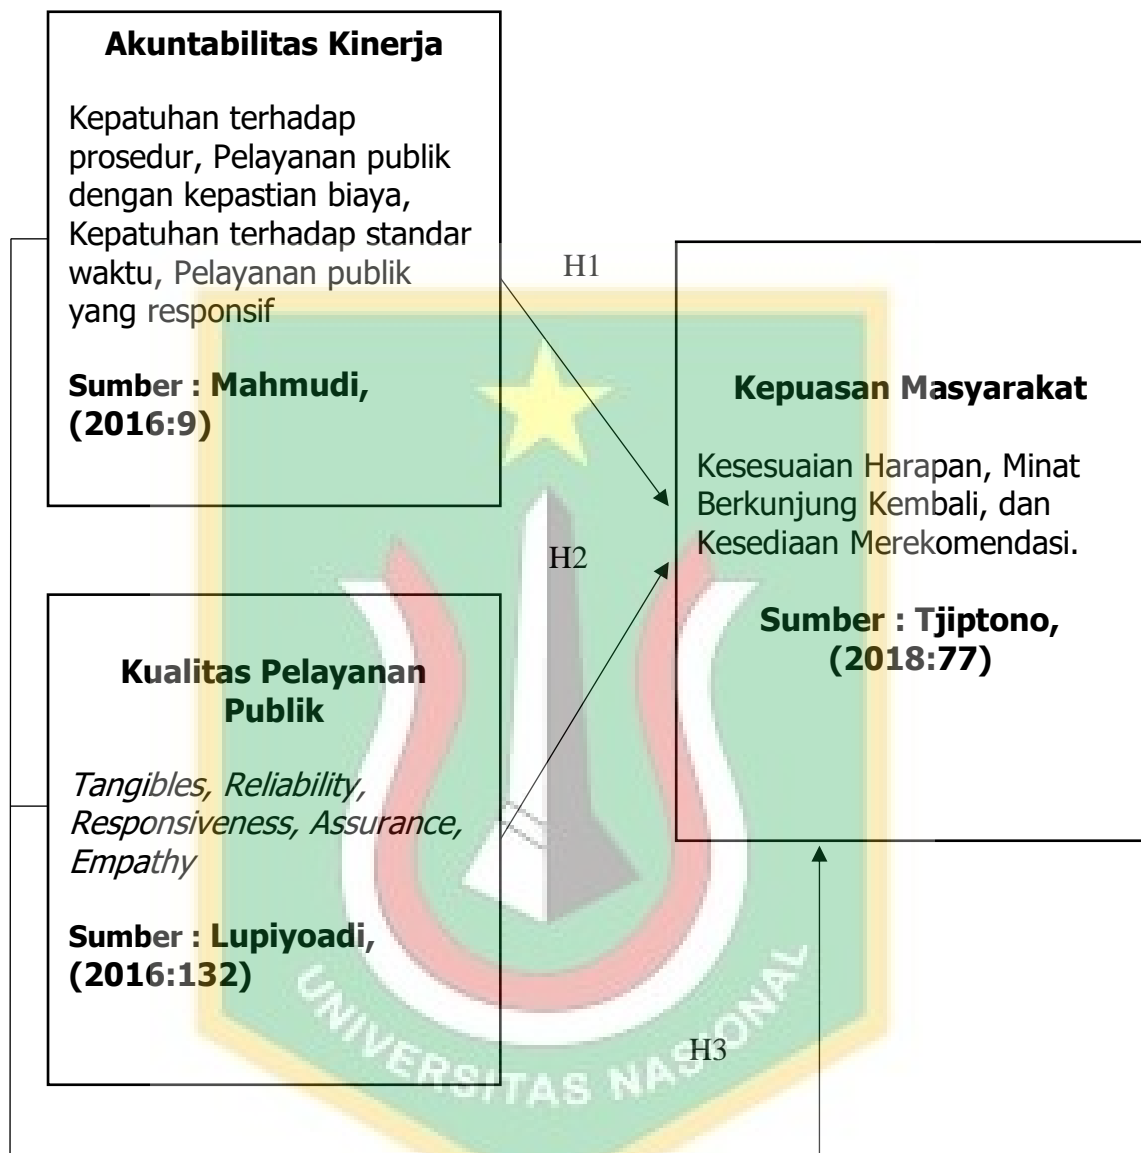 Akuntabilitas Kinerja
Kepatuhan terhadap
prosedur, Pelayanan publik
dengan kepastian biaya,
Kepatuhan terhadap standar
waktu, Pelayanan publik
yang responsif
Sumber : Mahmudi,
(2016:9)
H1
Kepuasan Masyarakat
Kesesuaian Harapan, Minat
Berkunjung Kembali, dan
Kesediaan Merekomendasi.
Sumber : Tjiptono,
(2018:77)
H2
Kualitas Pelayanan
Publik
Tangibles, Reliability,
Responsiveness, Assurance,
Empathy
Sumber : Lupiyoadi,
(2016:132)
H3
UNIVERSITAS NASIONAL